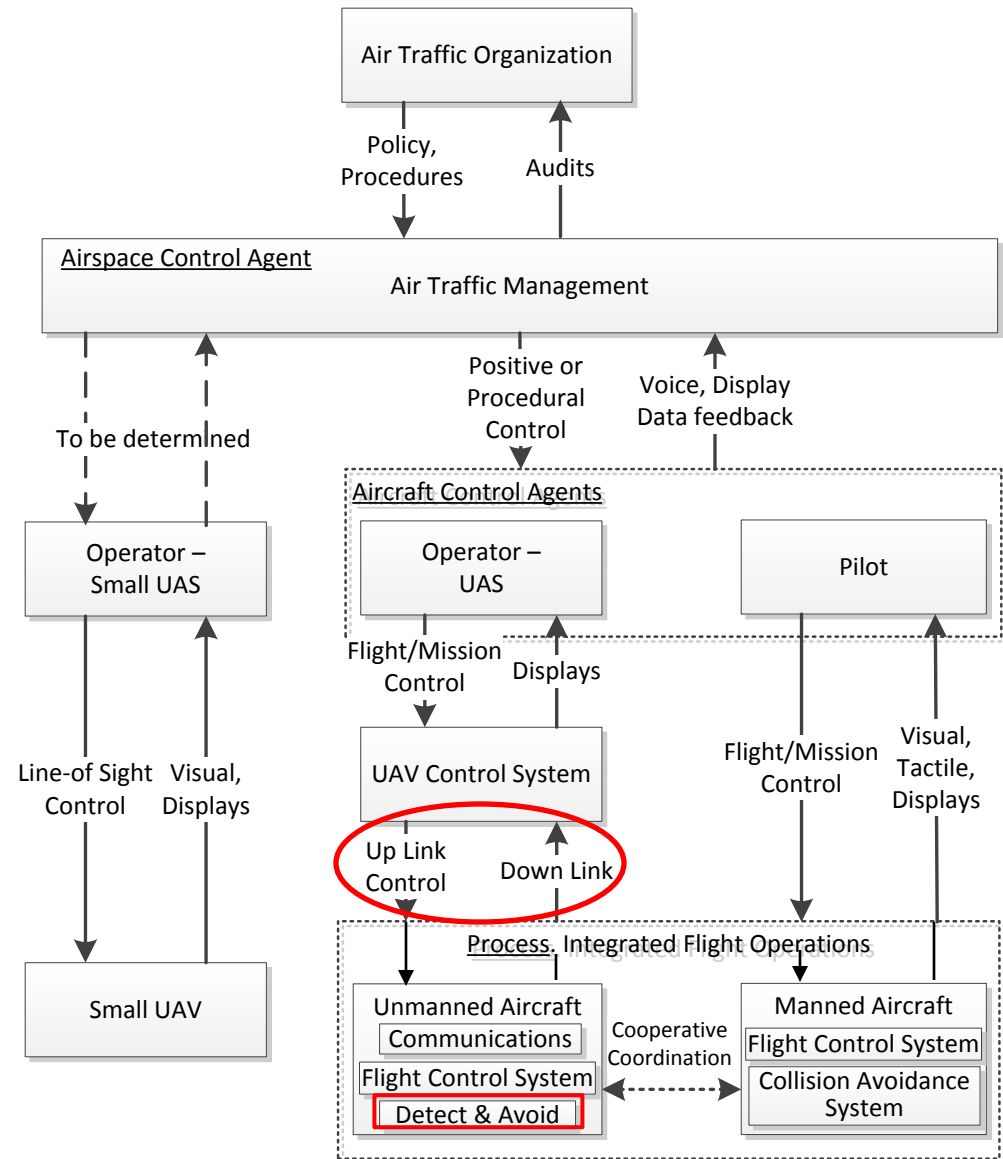 Air Traffic Organization
Policy,
Procedures
Audits
Airspace Control Agent
Air Traffic Management
To be determined
Positive or
Procedural
Control
Voice, Display
Data feedback
Aircraft Control Agents
Operator –
Small UAS
Operator –
UAS
Pilot
Flight/Mission
Control
Displays
Line-of Sight
Control
Visual,
Displays
UAV Control System
Flight/Mission
Control
Visual,
Tactile,
Displays
Up Link
Control
Down Link
Process. Integrated Flight Operations
Small UAV
Unmanned Aircraft
Communications
Flight Control System
Detect & Avoid
Cooperative
Coordination
Manned Aircraft
Flight Control System
Collision Avoidance
System